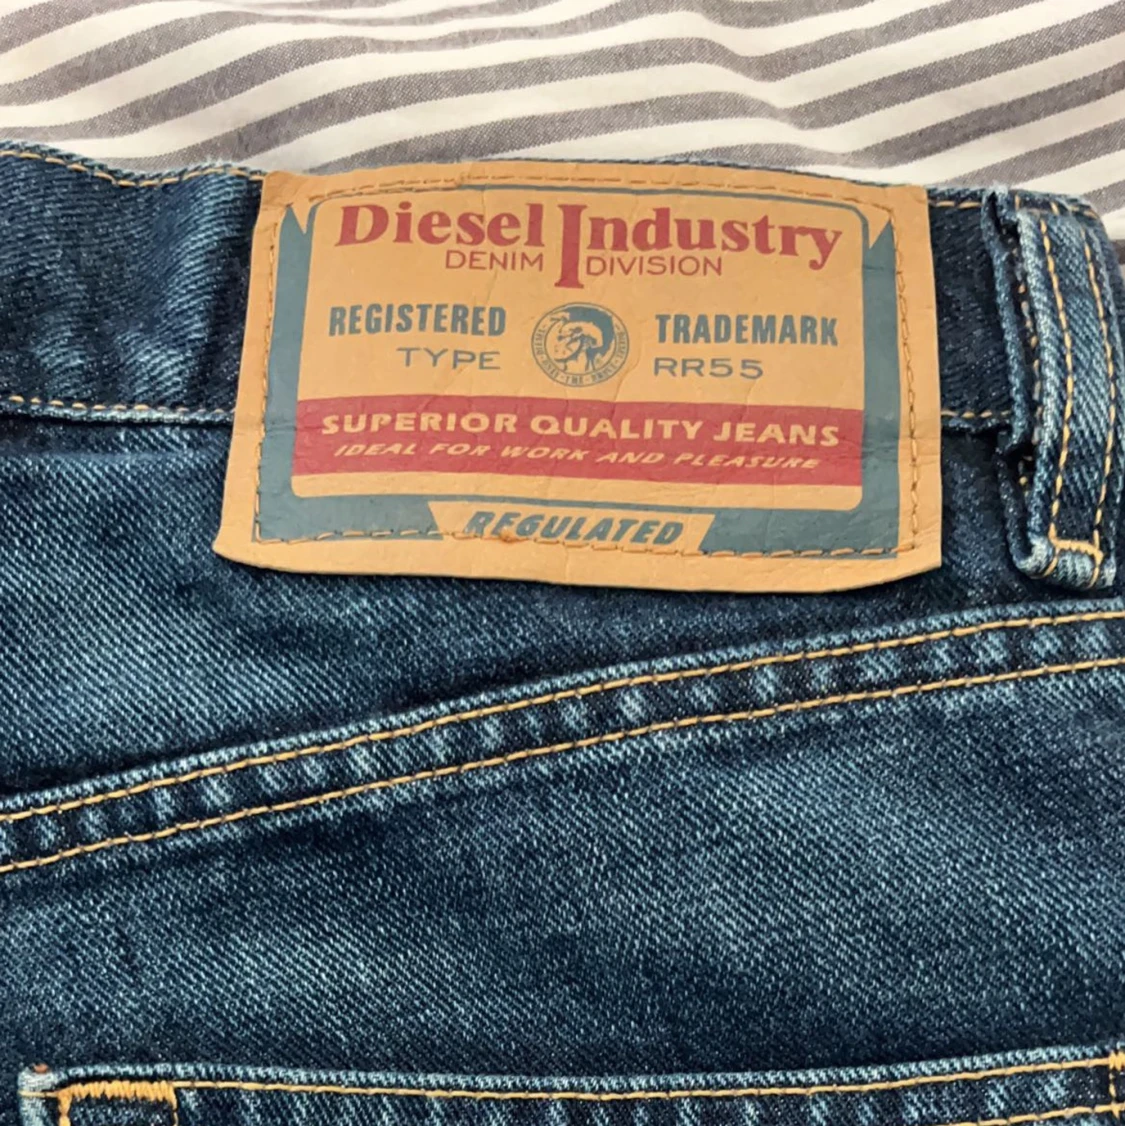 Diesel Industry
DENIM DIVISION
REGISTERED TRADEMARK
TYPE RR55
SUPERIOR QUALITY JEANS
IDEAL FOR WORK AND PLEASURE
REGULATED